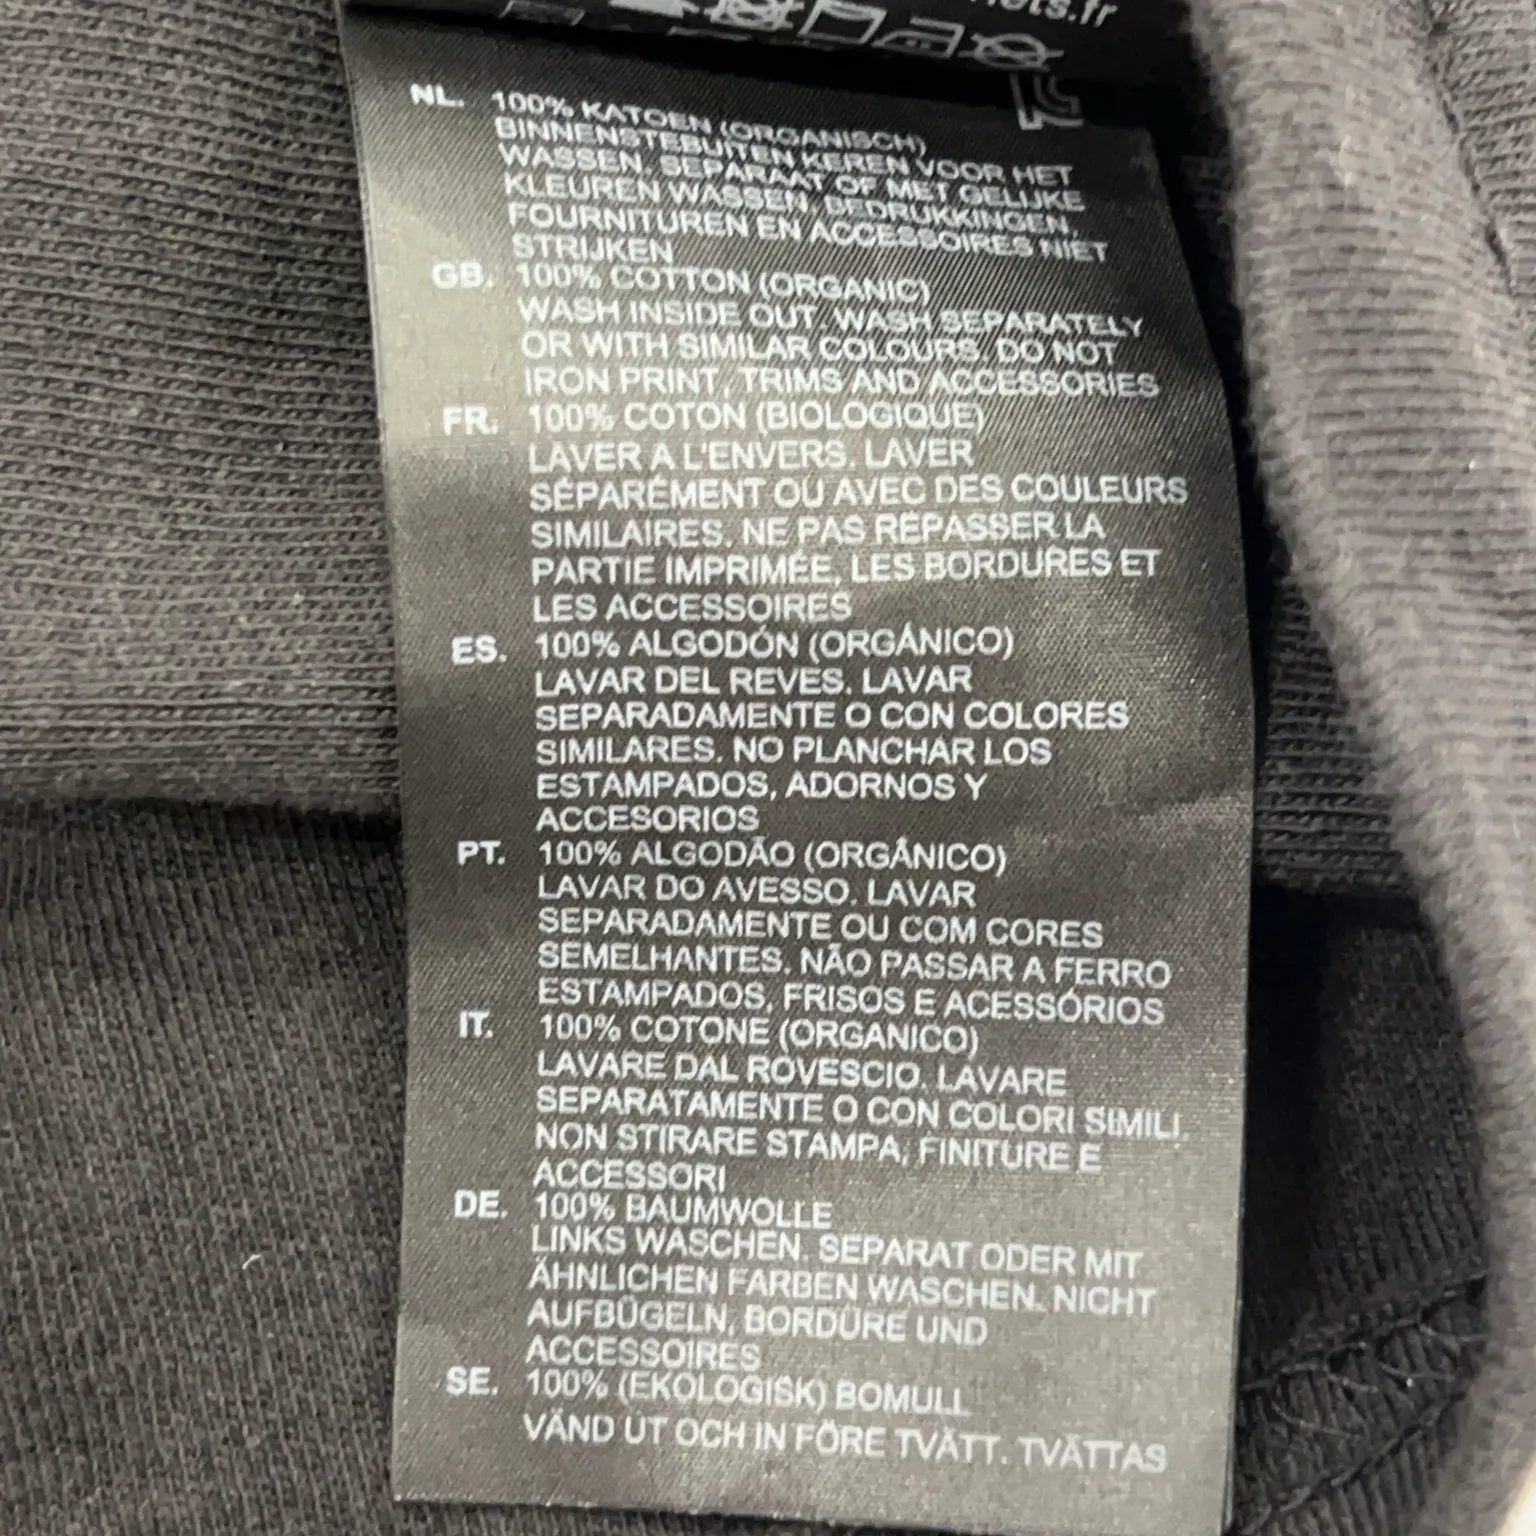 NL. 100% KATOEN (ORGANISCH)
BINNENSTEBUITEN KEREN VOOR HET
WASSEN. SEPARAAT OF MET GELIJKE
KLEUREN WASSEN. BEDRUKKINGEN,
FOURNITUREN EN ACCESSOIRES NIET
STRIJKEN
GB. 100% COTTON (ORGANIC)
WASH INSIDE OUT. WASH SEPARATELY
OR WITH SIMILAR COLOURS. DO NOT
IRON PRINT, TRIMS AND ACCESSORIES
FR. 100% COTON (BIOLOGIQUE)
LAVER A L'ENVERS. LAVER
SÉPARÉMENT OU AVEC DES COULEURS
SIMILAIRES. NE PAS RÉPASSER LA
PARTIE IMPRIMÉE, LES BORDURES ET
LES ACCESSOIRES
ES. 100% ALGODÓN (ORGÁNICO)
LAVAR DEL REVES. LAVAR
SEPARADAMENTE O CON COLORES
SIMILARES. NO PLANCHAR LOS
ESTAMPADOS, ADORNOS Y
ACCESORIOS
PT. 100% ALGODÃO (ORGÂNICO)
LAVAR DO AVESSO. LAVAR
SEPARADAMENTE OU COM CORES
SEMELHANTES. NÃO PASSAR A FERRO
ESTAMPADOS, FRISOS E ACESSÓRIOS
IT. 100% COTONE (ORGANICO)
LAVARE DAL ROVESCIO. LAVARE
SEPARATAMENTE O CON COLORI SIMILI
NON STIRARE STAMPA, FINITURE E
ACCESSORI
DE. 100% BAUMWOLLE
LINKS WASCHEN. SEPARAT ODER MIT
ÄHNLICHEN FARBEN WASCHEN. NICHT
AUFBÜGELN, BORDÜRE UND
ACCESSOIRES
SE. 100% (EKOLOGISK) BOMULL
VÄND UT OCH IN FÖRE TVÄTT. TVÄTTAS